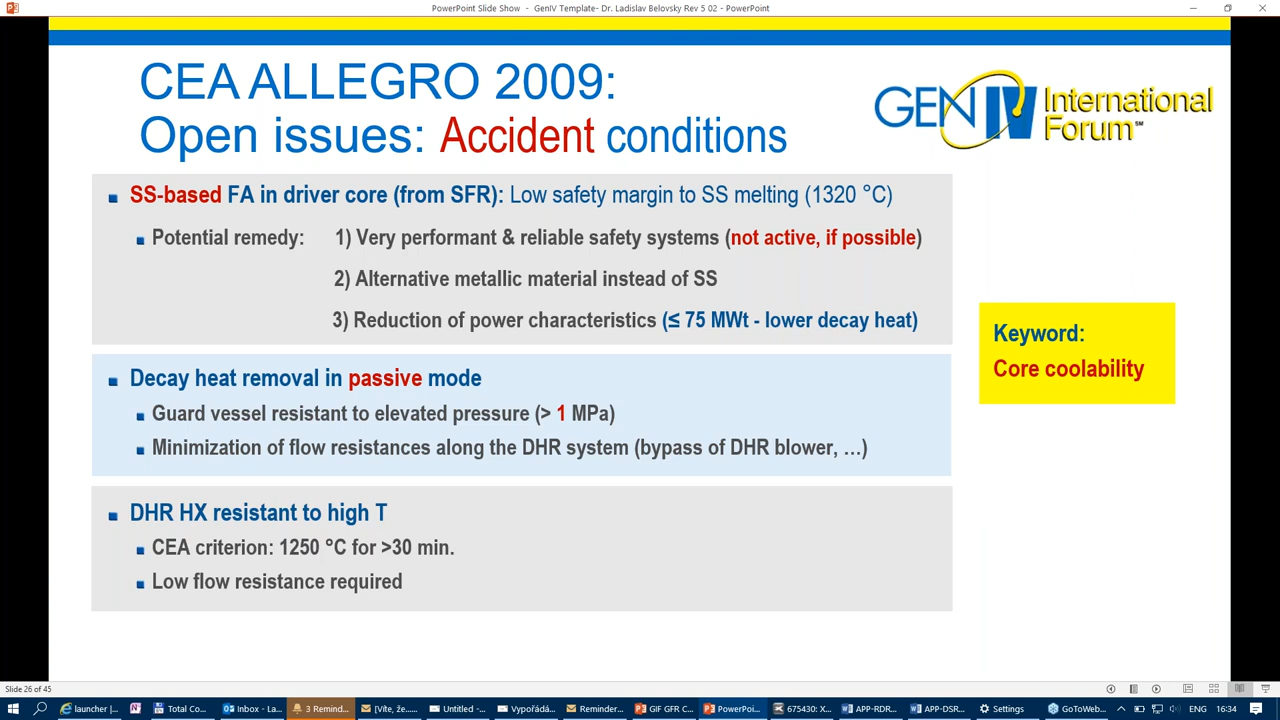 PowerPoint Slide Show - GenIV Template- Dr. Ladislav Belovsky Rev 5 02 - PowerPoint
CEA ALLEGRO 2009:
Open issues: Accident conditions
GEN IV International Forum SM
SS-based FA in driver core (from SFR): Low safety margin to SS melting (1320 °C)
Potential remedy: 1) Very performant & reliable safety systems (not active, if possible)
2) Alternative metallic material instead of SS
3) Reduction of power characteristics (≤ 75 MWt - lower decay heat)
Keyword:
Core coolability
Decay heat removal in passive mode
Guard vessel resistant to elevated pressure (> 1 MPa)
Minimization of flow resistances along the DHR system (bypass of DHR blower, …)
DHR HX resistant to high T
CEA criterion: 1250 °C for >30 min.
Low flow resistance required
Slide 26 of 45
launcher |... Total Co... Inbox - La... 3 Remind... [Víte, že..... Untitled -... Vypořádá... Reminder... GIF GFR C... PowerPoi... 675430: X... APP-RDR... APP-DSR... Settings GoToWeb... ENG 16:34